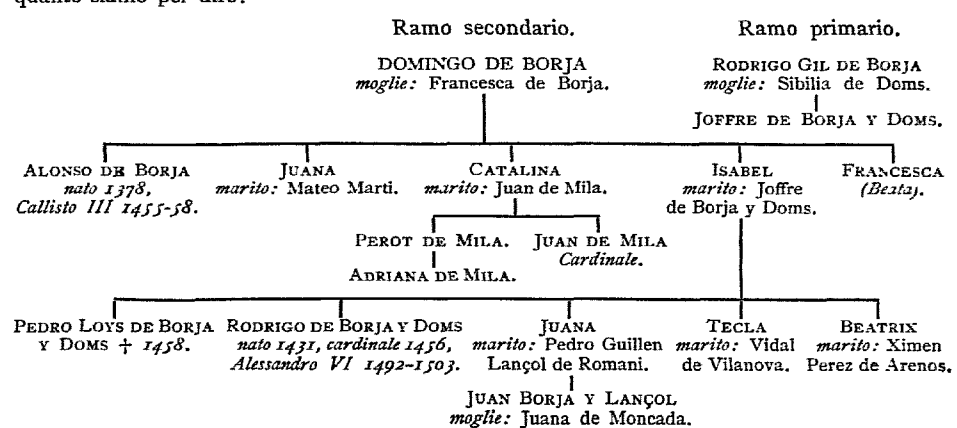 quanto siamo per dire:
Ramo secondario.
Ramo primario.
DOMINGO DE BORJA
moglie: Francesca de Borja.
RODRIGO GIL DE BORJA
moglie: Sibilia de Doms.
JOFFRE DE BORJA Y DOMS.
ALONSO DE BORJA
nato 1378,
Callisto III 1455-58.
JUANA
marito: Mateo Marti.
CATALINA
marito: Juan de Mila.
ISABEL
marito: Joffre
de Borja y Doms.
FRANCESCA
(Beata).
PEROT DE MILA.
JUAN DE MILA
Cardinale.
ADRIANA DE MILA.
PEDRO LOYS DE BORJA
Y DOMS † 1458.
RODRIGO DE BORJA Y DOMS
nato 1431, cardinale 1456,
Alessandro VI 1492-1503.
JUANA
marito: Pedro Guillen
Lançol de Romani.
TECLA
marito: Vidal
de Vilanova.
BEATRIX
marito: Ximen
Perez de Arenos.
JUAN BORJA Y LANÇOL
moglie: Juana de Moncada.